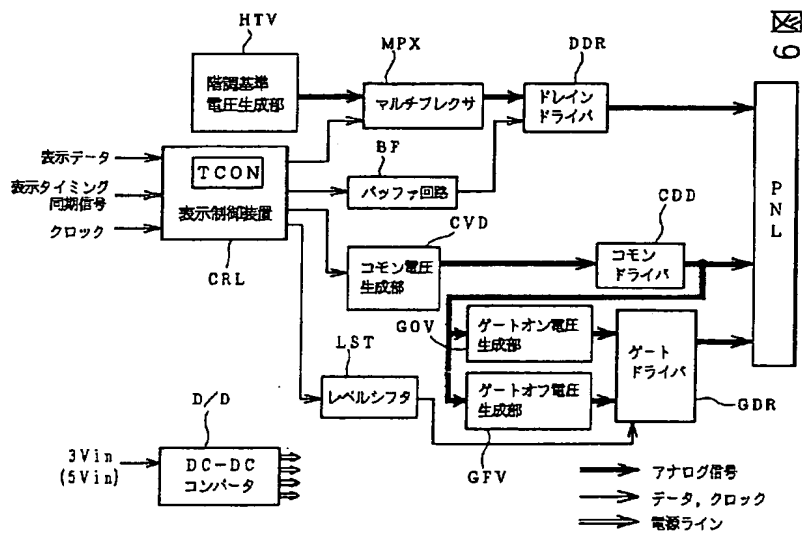 図9
HTV
階調基準
電圧生成部
MPX
マルチプレクサ
DDR
ドレイン
ドライバ
表示データ
表示タイミング
同期信号
クロック
TCON
表示制御装置
CRL
BF
バッファ回路
CVD
コモン電圧
生成部
CDD
コモン
ドライバ
PNL
GOV
ゲートオン電圧
生成部
ゲート
ドライバ
LST
レベルシフタ
ゲートオフ電圧
生成部
GFV
GDR
D/D
3Vin
(5Vin)
DC-DC
コンバータ
アナログ信号
データ,クロック
電源ライン